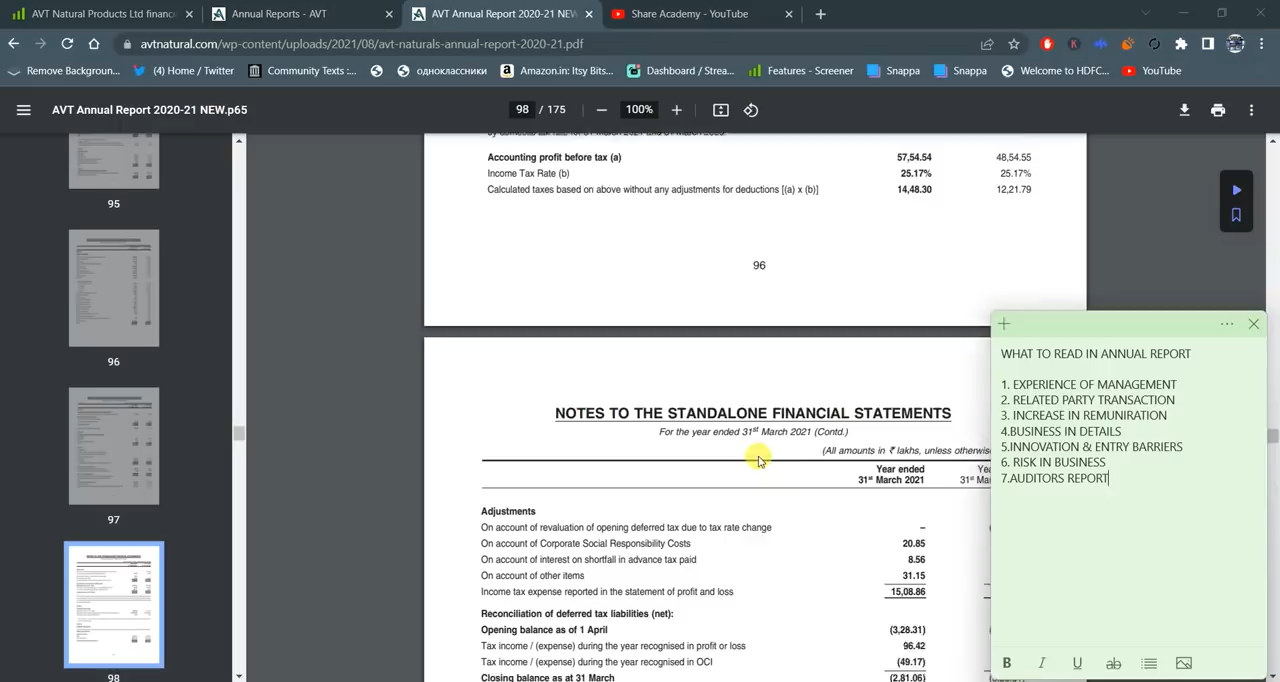 AVT Natural Products Ltd financ
Annual Reports - AVT
AVT Annual Report 2020-21 NEW
Share Academy - YouTube
avtnatural.com/wp-content/uploads/2021/08/avt-naturals-annual-report-2020-21.pdf
Remove Backgroun... (4) Home / Twitter Community Texts :... одноклассники Amazon.in: Itsy Bits... Dashboard / Strea... Features - Screener Snappa Snappa Welcome to HDFC... YouTube
AVT Annual Report 2020-21 NEW.p65
98 / 175
100%
95
96
97
98
Accounting profit before tax (a) 57,54.54 48,54.55
Income Tax Rate (b) 25.17% 25.17%
Calculated taxes based on above without any adjustments for deductions [(a) x (b)] 14,48.30 12,21.79
96
NOTES TO THE STANDALONE FINANCIAL STATEMENTS
For the year ended 31st March 2021 (Contd.)
(All amounts in ₹ lakhs, unless otherwis
Year ended
31st March 2021 31st Ma
Adjustments
On account of revaluation of opening deferred tax due to tax rate change –
On account of Corporate Social Responsibility Costs 20.85
On account of interest on shortfall in advance tax paid 8.56
On account of other items 31.15
Income tax expense reported in the statement of profit and loss 15,08.86
Reconciliation of deferred tax liabilities (net):
Opening balance as of 1 April (3,28.31)
Tax income / (expense) during the year recognised in profit or loss 96.42
Tax income / (expense) during the year recognised in OCI (49.17)
Closing balance as at 31 March (2,81.06)
WHAT TO READ IN ANNUAL REPORT
1. EXPERIENCE OF MANAGEMENT
2. RELATED PARTY TRANSACTION
3. INCREASE IN REMUNIRATION
4.BUSINESS IN DETAILS
5.INNOVATION & ENTRY BARRIERS
6. RISK IN BUSINESS
7.AUDITORS REPORT
B I U ab